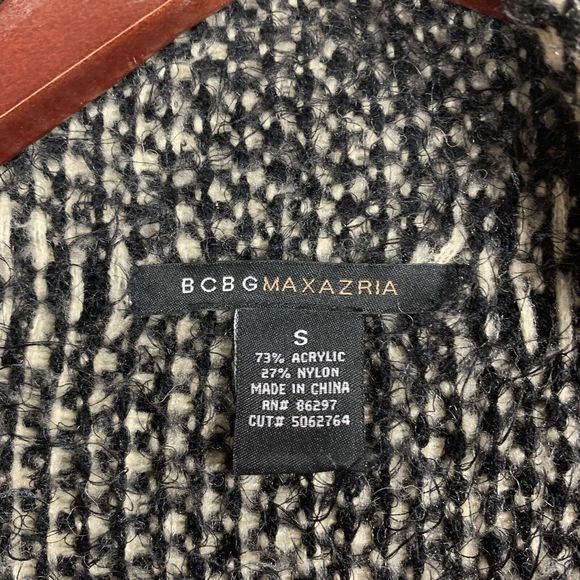 BCBGMAXAZRIA
S
73% ACRYLIC
27% NYLON
MADE IN CHINA
RN# 86297
CUT# 5062764